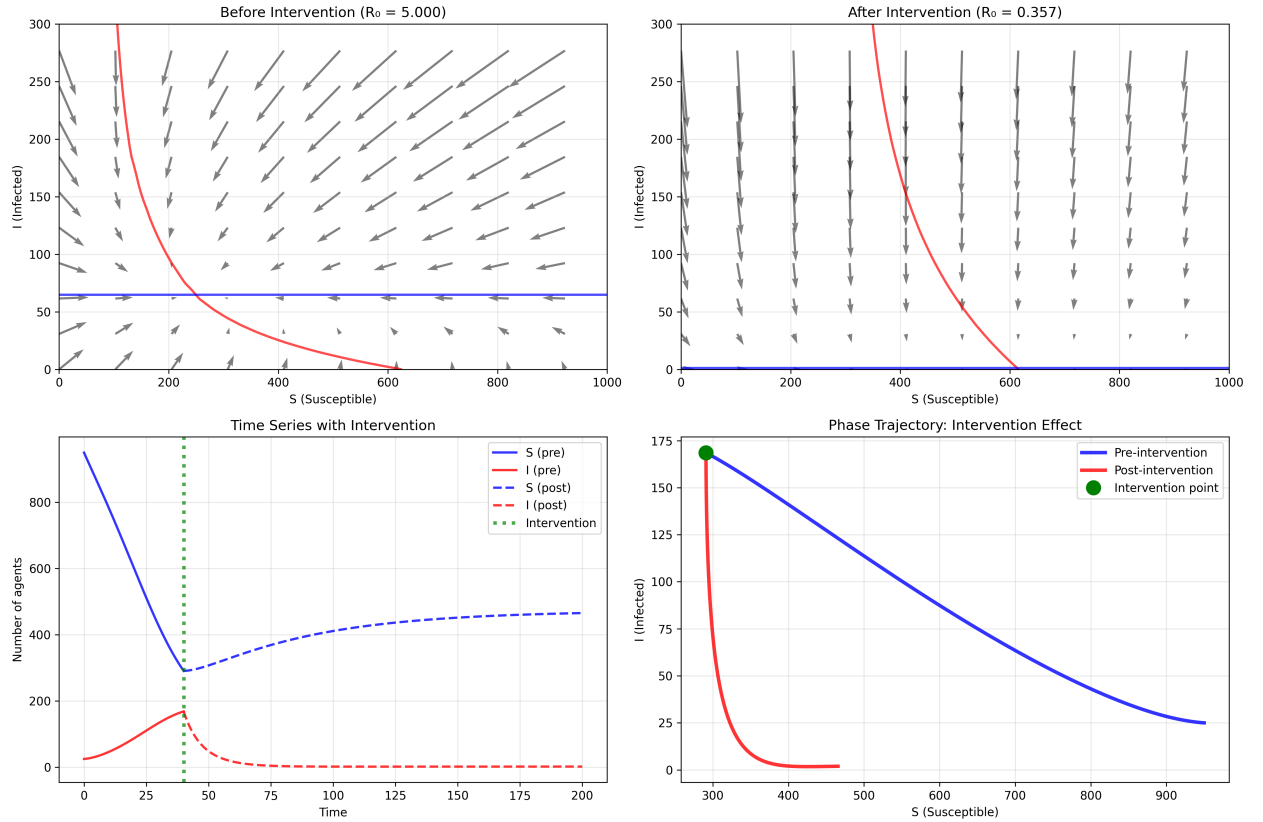 Before Intervention (R₀ = 5.000)
300
250
200
150
100
50
0
I (Infected)
0 200 400 600 800 1000
S (Susceptible)
After Intervention (R₀ = 0.357)
300
250
200
150
100
50
0
I (Infected)
0 200 400 600 800 1000
S (Susceptible)
Time Series with Intervention
800
600
400
200
0
Number of agents
S (pre)
I (pre)
S (post)
I (post)
Intervention
0 25 50 75 100 125 150 175 200
Time
Phase Trajectory: Intervention Effect
175
150
125
100
75
50
25
0
I (Infected)
Pre-intervention
Post-intervention
Intervention point
300 400 500 600 700 800 900
S (Susceptible)